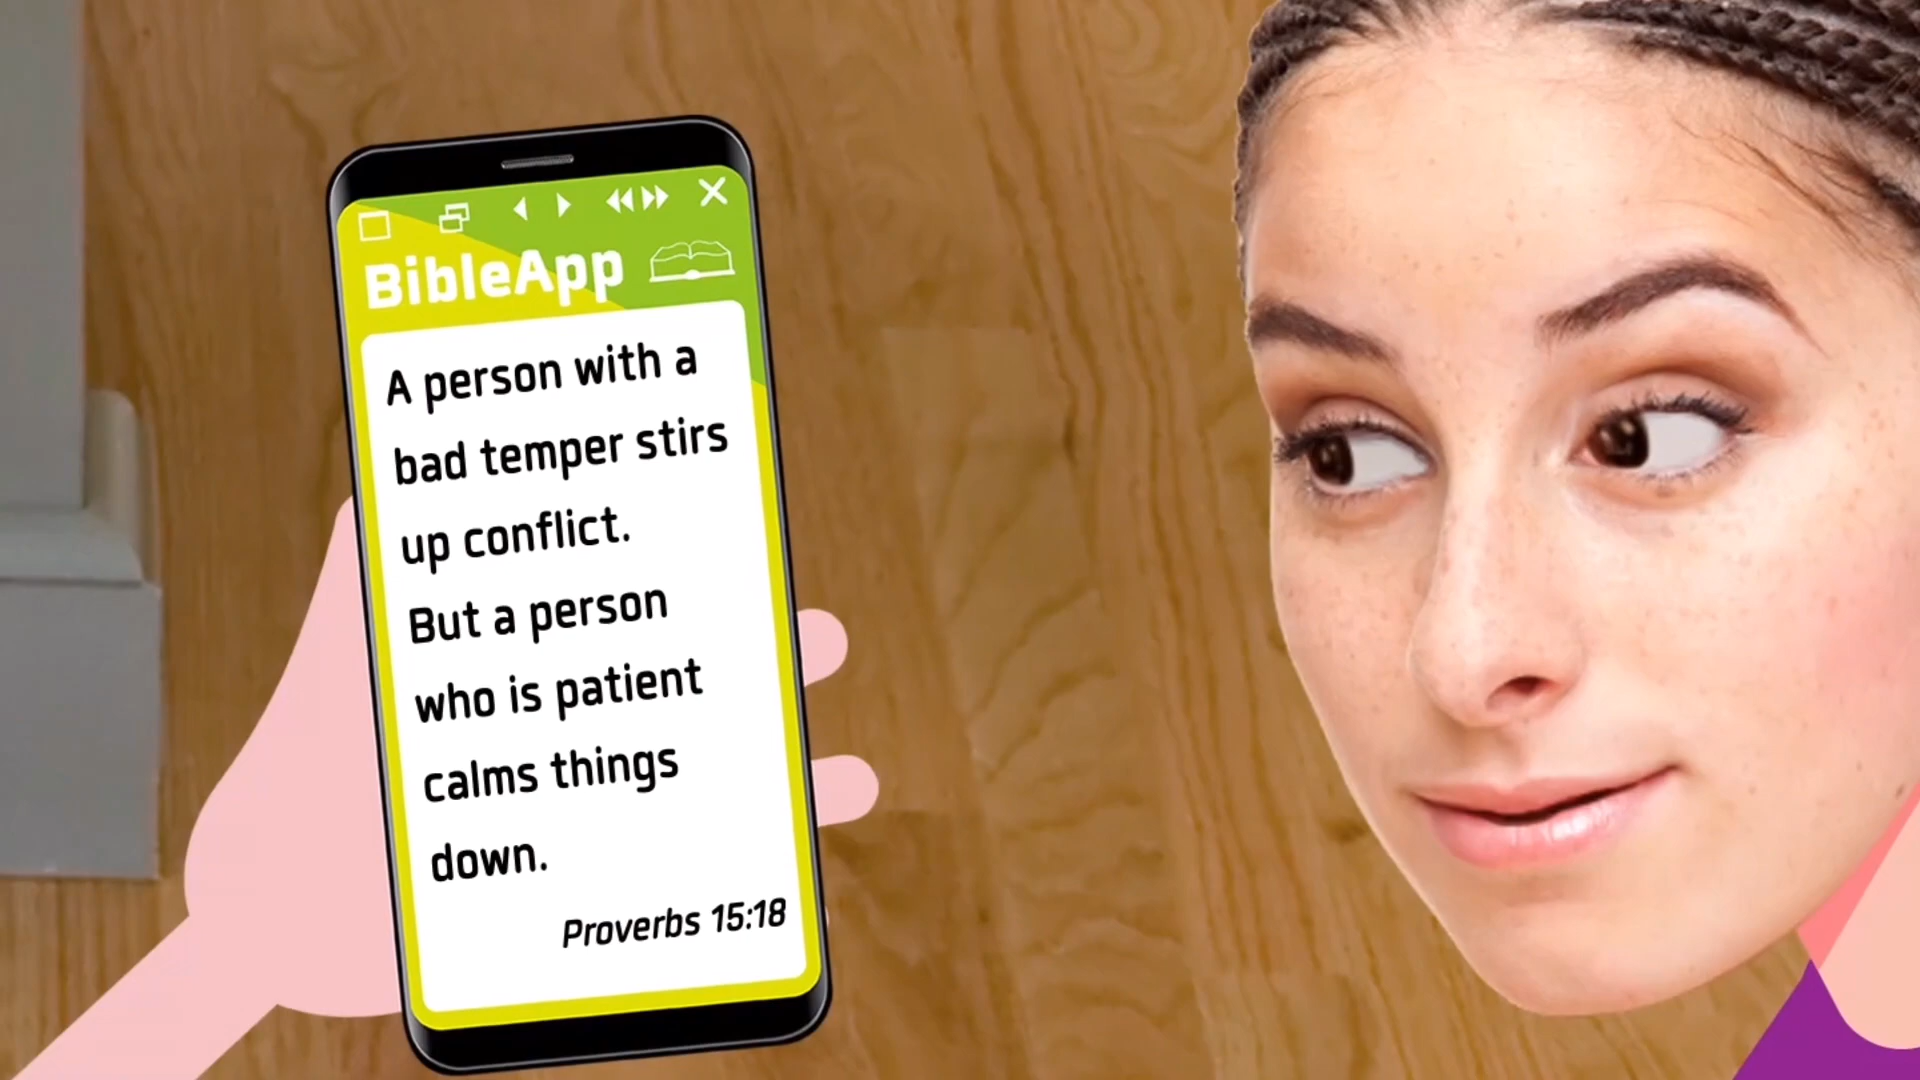 BibleApp
A person with a
bad temper stirs
up conflict.
But a person
who is patient
calms things
down.
Proverbs 15:18